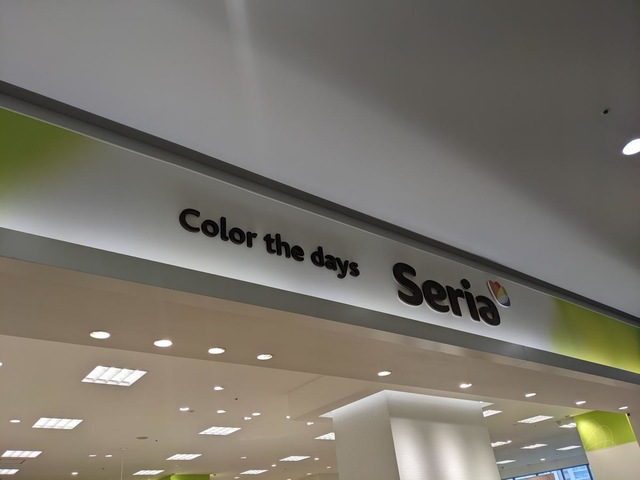 Color the days Seria